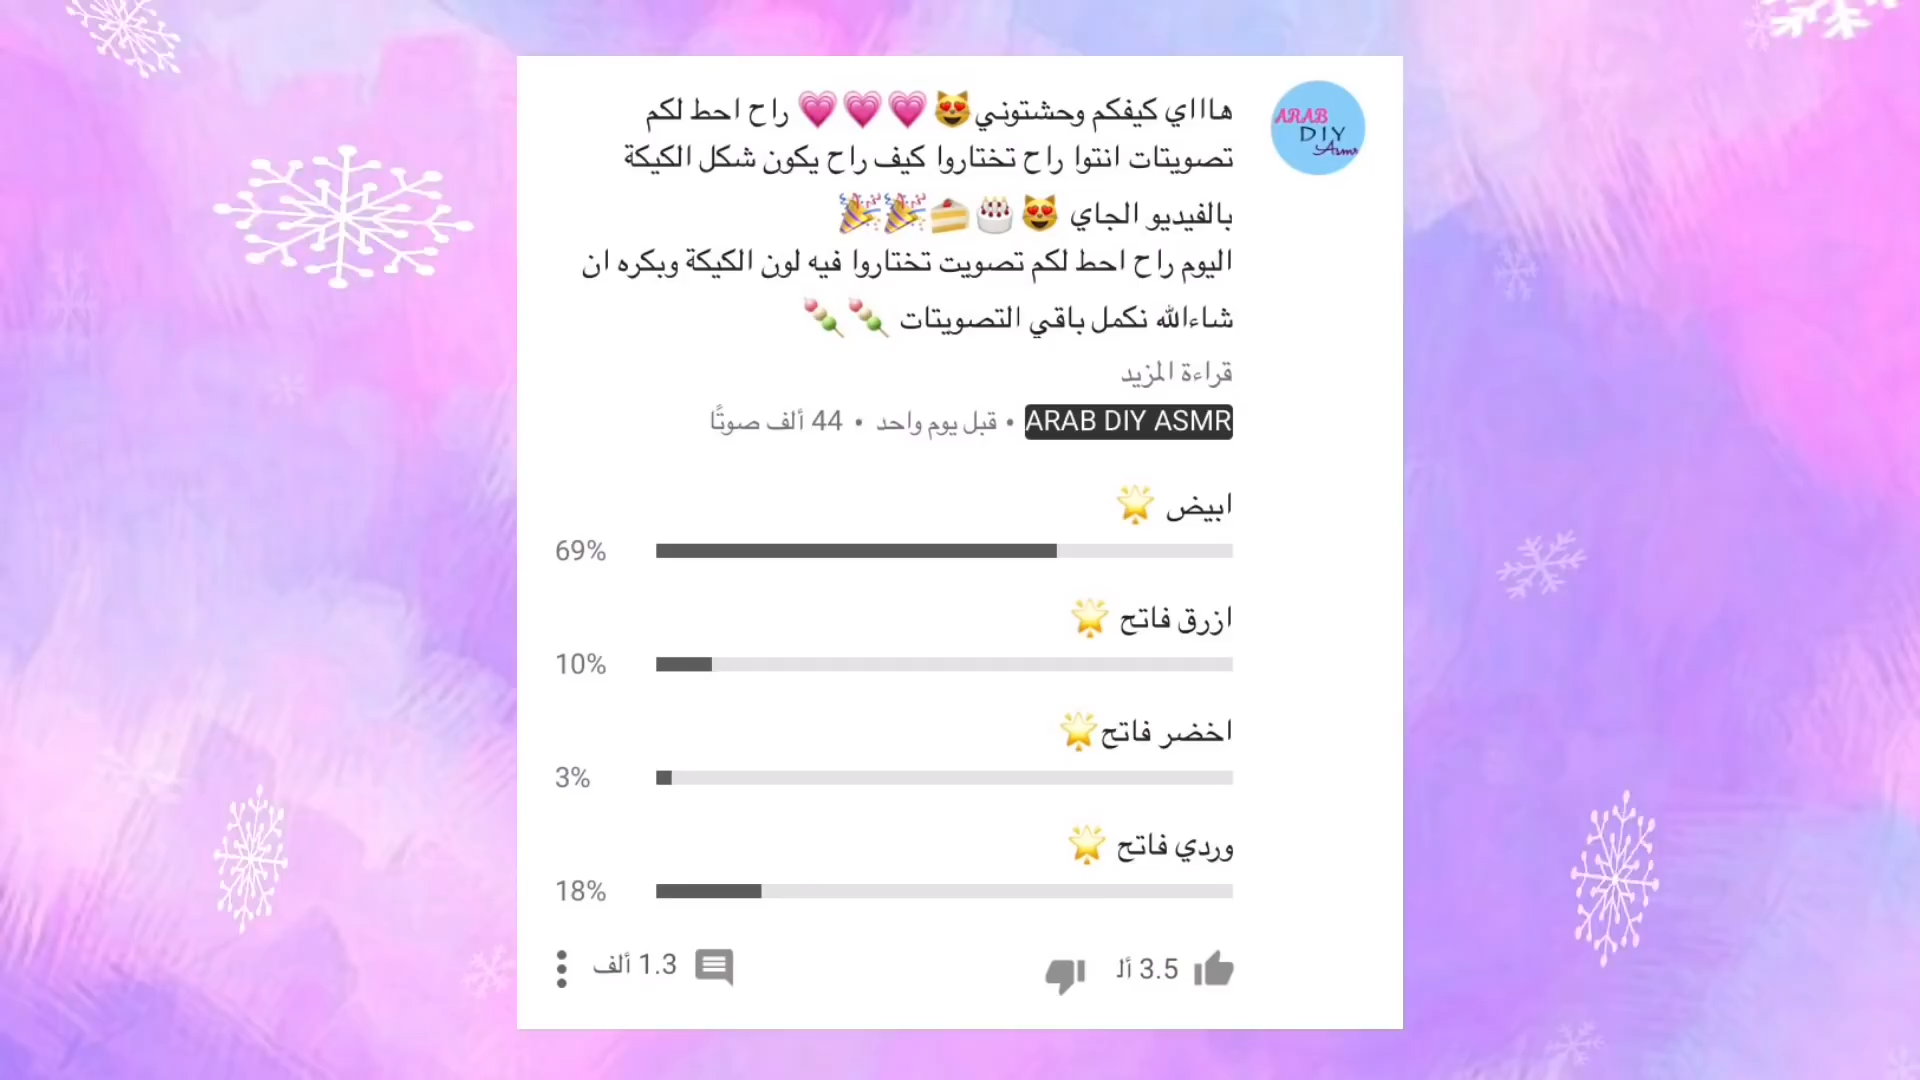 هاااي كيفكم وحشتوني😻💗💗💗 راح احط لكم
تصويتات انتوا راح تختاروا كيف راح يكون شكل الكيكة
بالفيديو الجاي 😻🎂🍰🎉🎉
اليوم راح احط لكم تصويت تختاروا فيه لون الكيكة وبكره ان
شاءالله نكمل باقي التصويتات 🍡🍡
قراءة المزيد
ARAB DIY ASMR • قبل يوم واحد • 44 ألف صوتًا
ابيض 🌟
69%
ازرق فاتح 🌟
10%
اخضر فاتح🌟
3%
وردي فاتح 🌟
18%
3.5 أل
1.3 ألف
ARAB
DIY
Asmr